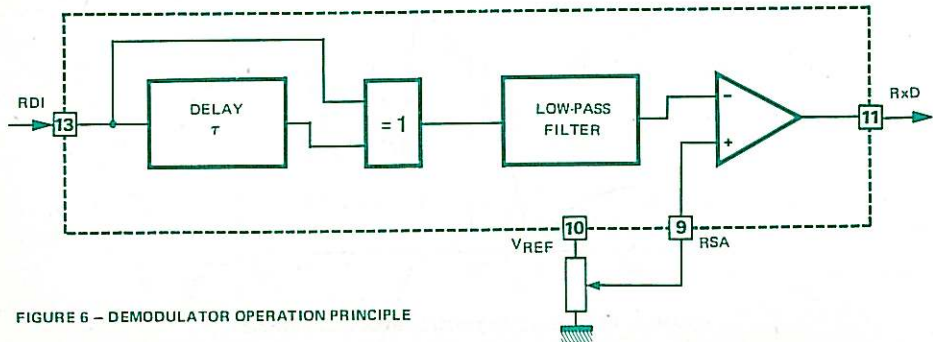 RDI
13
DELAY
τ
= 1
LOW-PASS
FILTER
−
+
11
RxD
10
VREF
9
RSA
FIGURE 6 – DEMODULATOR OPERATION PRINCIPLE